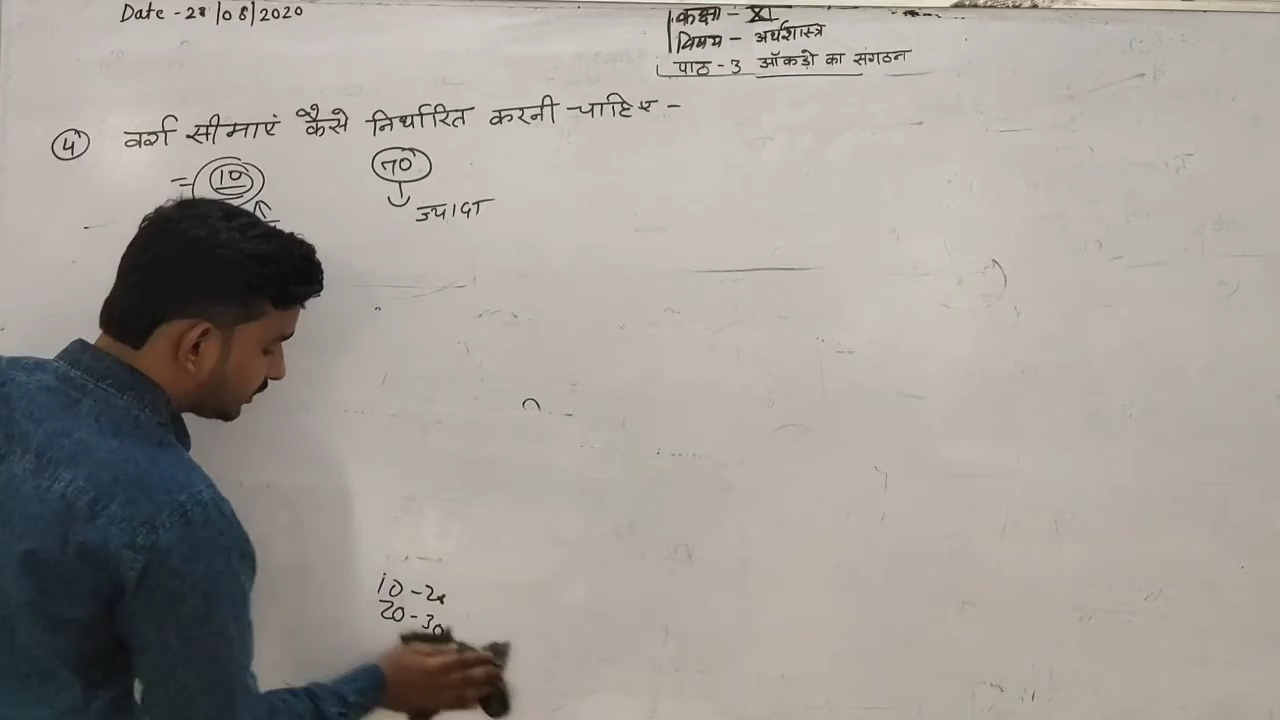 Date - 28/08/2020
कक्षा - XI
विषय - अर्थशास्त्र
पाठ - 3 आँकड़ो का संगठन
④ वर्ग सीमाएं कैसे निर्धारित करनी चाहिए -
= 10 70
ज्यादा
10 - 20
20 - 30